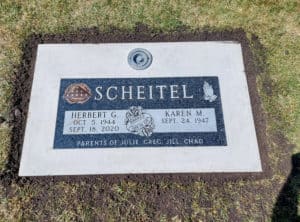 SCHEITEL
HERBERT G.
OCT. 5 1944
SEPT. 18, 2020
KAREN M.
SEPT. 24, 1947
PARENTS OF JULIE, GREG, JILL, CHAD